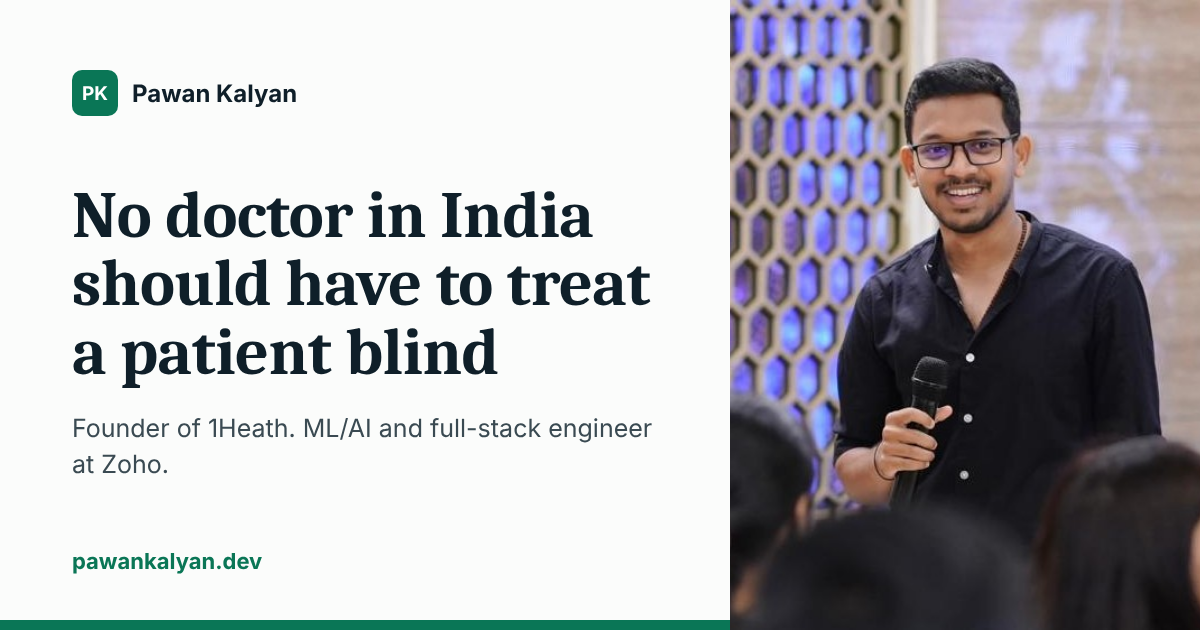 PK
Pawan Kalyan
No doctor in India
should have to treat
a patient blind
Founder of 1Heath. ML/AI and full-stack engineer
at Zoho.
pawankalyan.dev